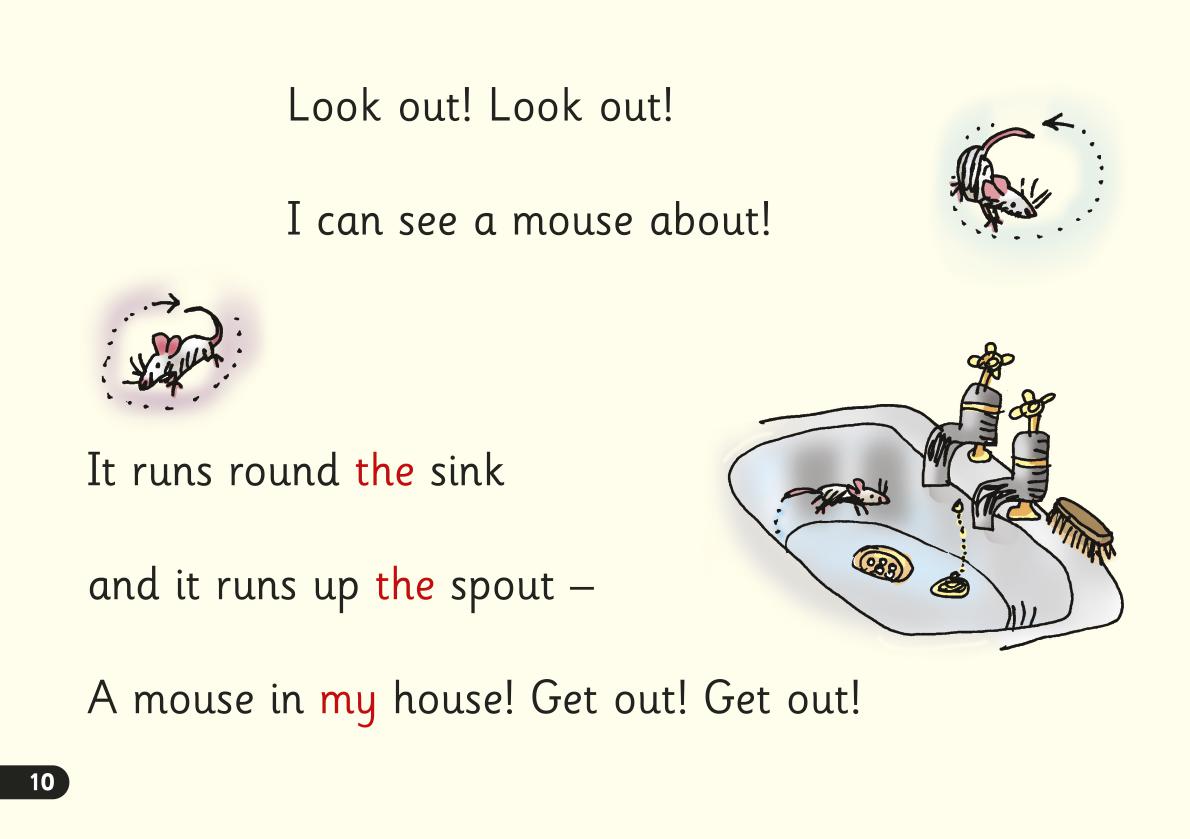 Look out! Look out!
I can see a mouse about!
It runs round the sink
and it runs up the spout –
A mouse in my house! Get out! Get out!
10